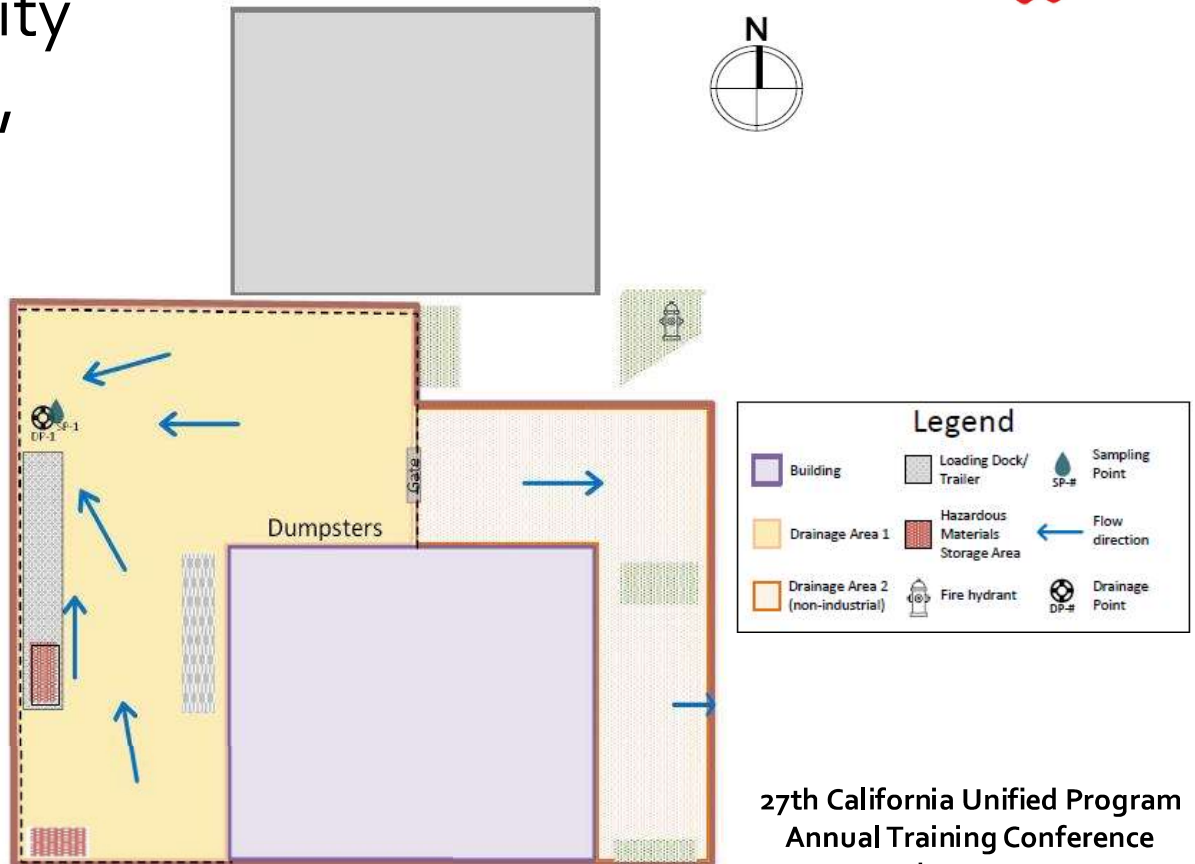 ity
N
SP-1
DP-1
Gate
Dumpsters
Legend
Building
Loading Dock/
Trailer
SP-#
Sampling
Point
Drainage Area 1
Hazardous
Materials
Storage Area
Flow
direction
Drainage Area 2
(non-industrial)
Fire hydrant
DP-#
Drainage
Point
27th California Unified Program
Annual Training Conference